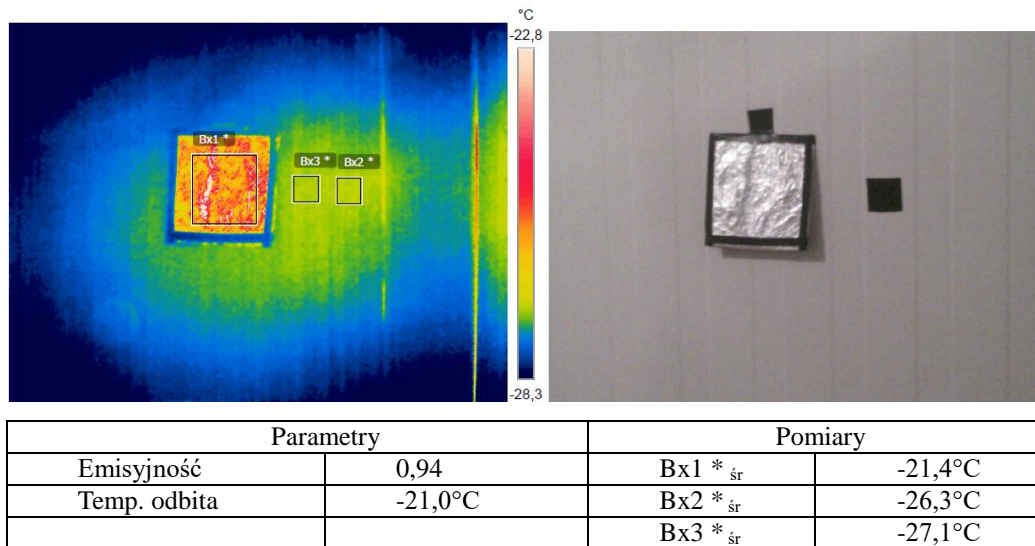 °C
-22,8
Bx1 *
Bx3 * Bx2 *
-28,3
Parametry Pomiary
Emisyjność 0,94 Bx1 * śr -21,4°C
Temp. odbita -21,0°C Bx2 * śr -26,3°C
Bx3 * śr -27,1°C